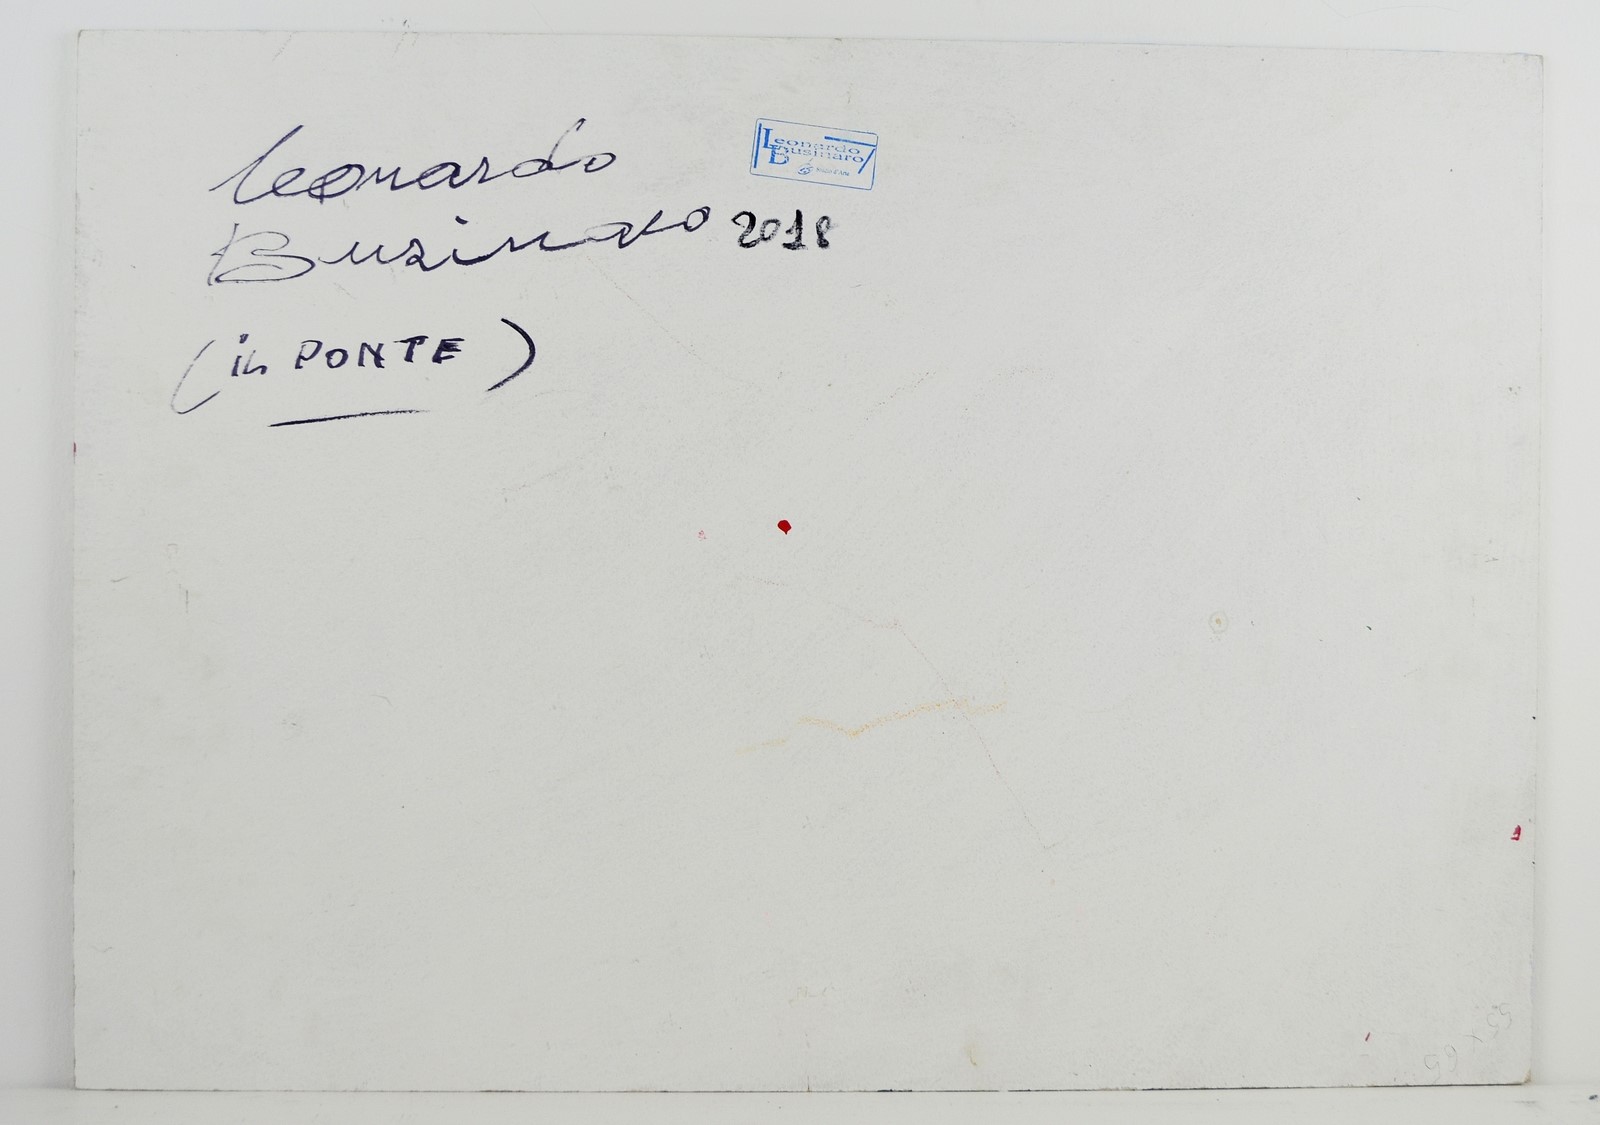 Leonardo
Businaro 2018
(iL PONTE)
Leonardo
Businaro